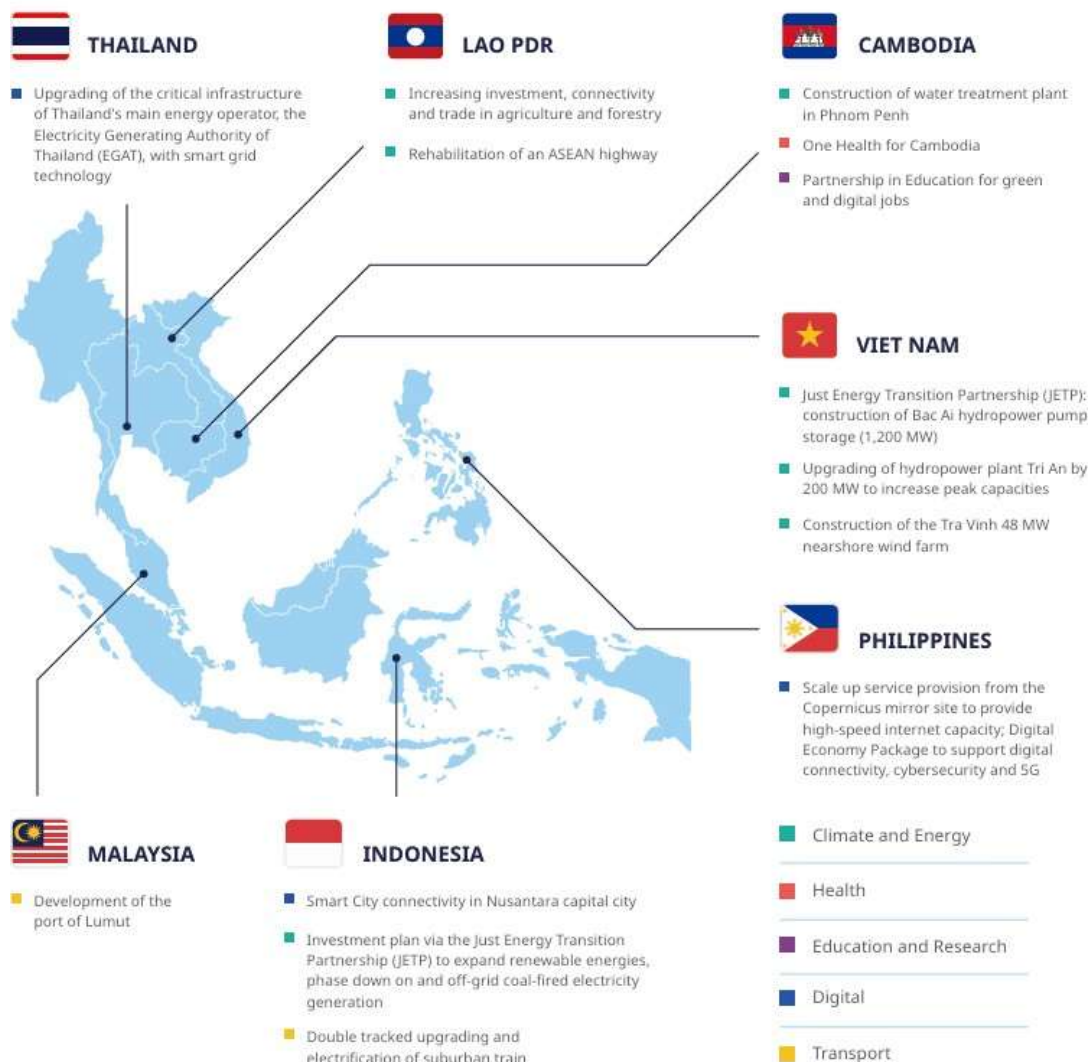 THAILAND
Upgrading of the critical infrastructure
of Thailand's main energy operator, the
Electricity Generating Authority of
Thailand (EGAT), with smart grid
technology
LAO PDR
Increasing investment, connectivity
and trade in agriculture and forestry
Rehabilitation of an ASEAN highway
CAMBODIA
Construction of water treatment plant
in Phnom Penh
One Health for Cambodia
Partnership in Education for green
and digital jobs
VIET NAM
Just Energy Transition Partnership (JETP):
construction of Bac Ai hydropower pump
storage (1,200 MW)
Upgrading of hydropower plant Tri An by
200 MW to increase peak capacities
Construction of the Tra Vinh 48 MW
nearshore wind farm
PHILIPPINES
Scale up service provision from the
Copernicus mirror site to provide
high-speed internet capacity; Digital
Economy Package to support digital
connectivity, cybersecurity and 5G
MALAYSIA
Development of the
port of Lumut
INDONESIA
Smart City connectivity in Nusantara capital city
Investment plan via the Just Energy Transition
Partnership (JETP) to expand renewable energies,
phase down on and off-grid coal-fired electricity
generation
Double tracked upgrading and
electrification of suburban train
Climate and Energy
Health
Education and Research
Digital
Transport